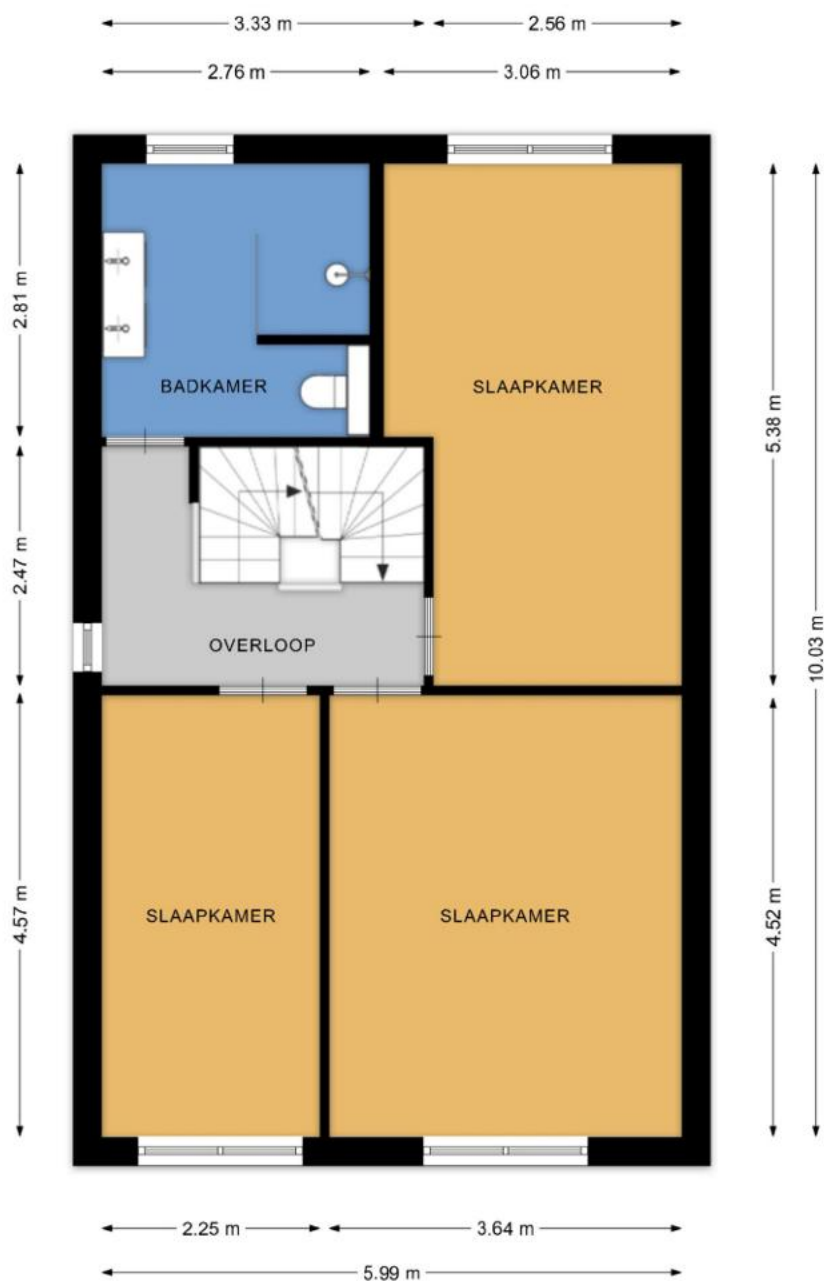 3.33 m
2.56 m
2.76 m
3.06 m
2.81 m
BADKAMER
SLAAPKAMER
5.38 m
2.47 m
OVERLOOP
10.03 m
4.57 m
SLAAPKAMER
SLAAPKAMER
4.52 m
2.25 m
3.64 m
5.99 m